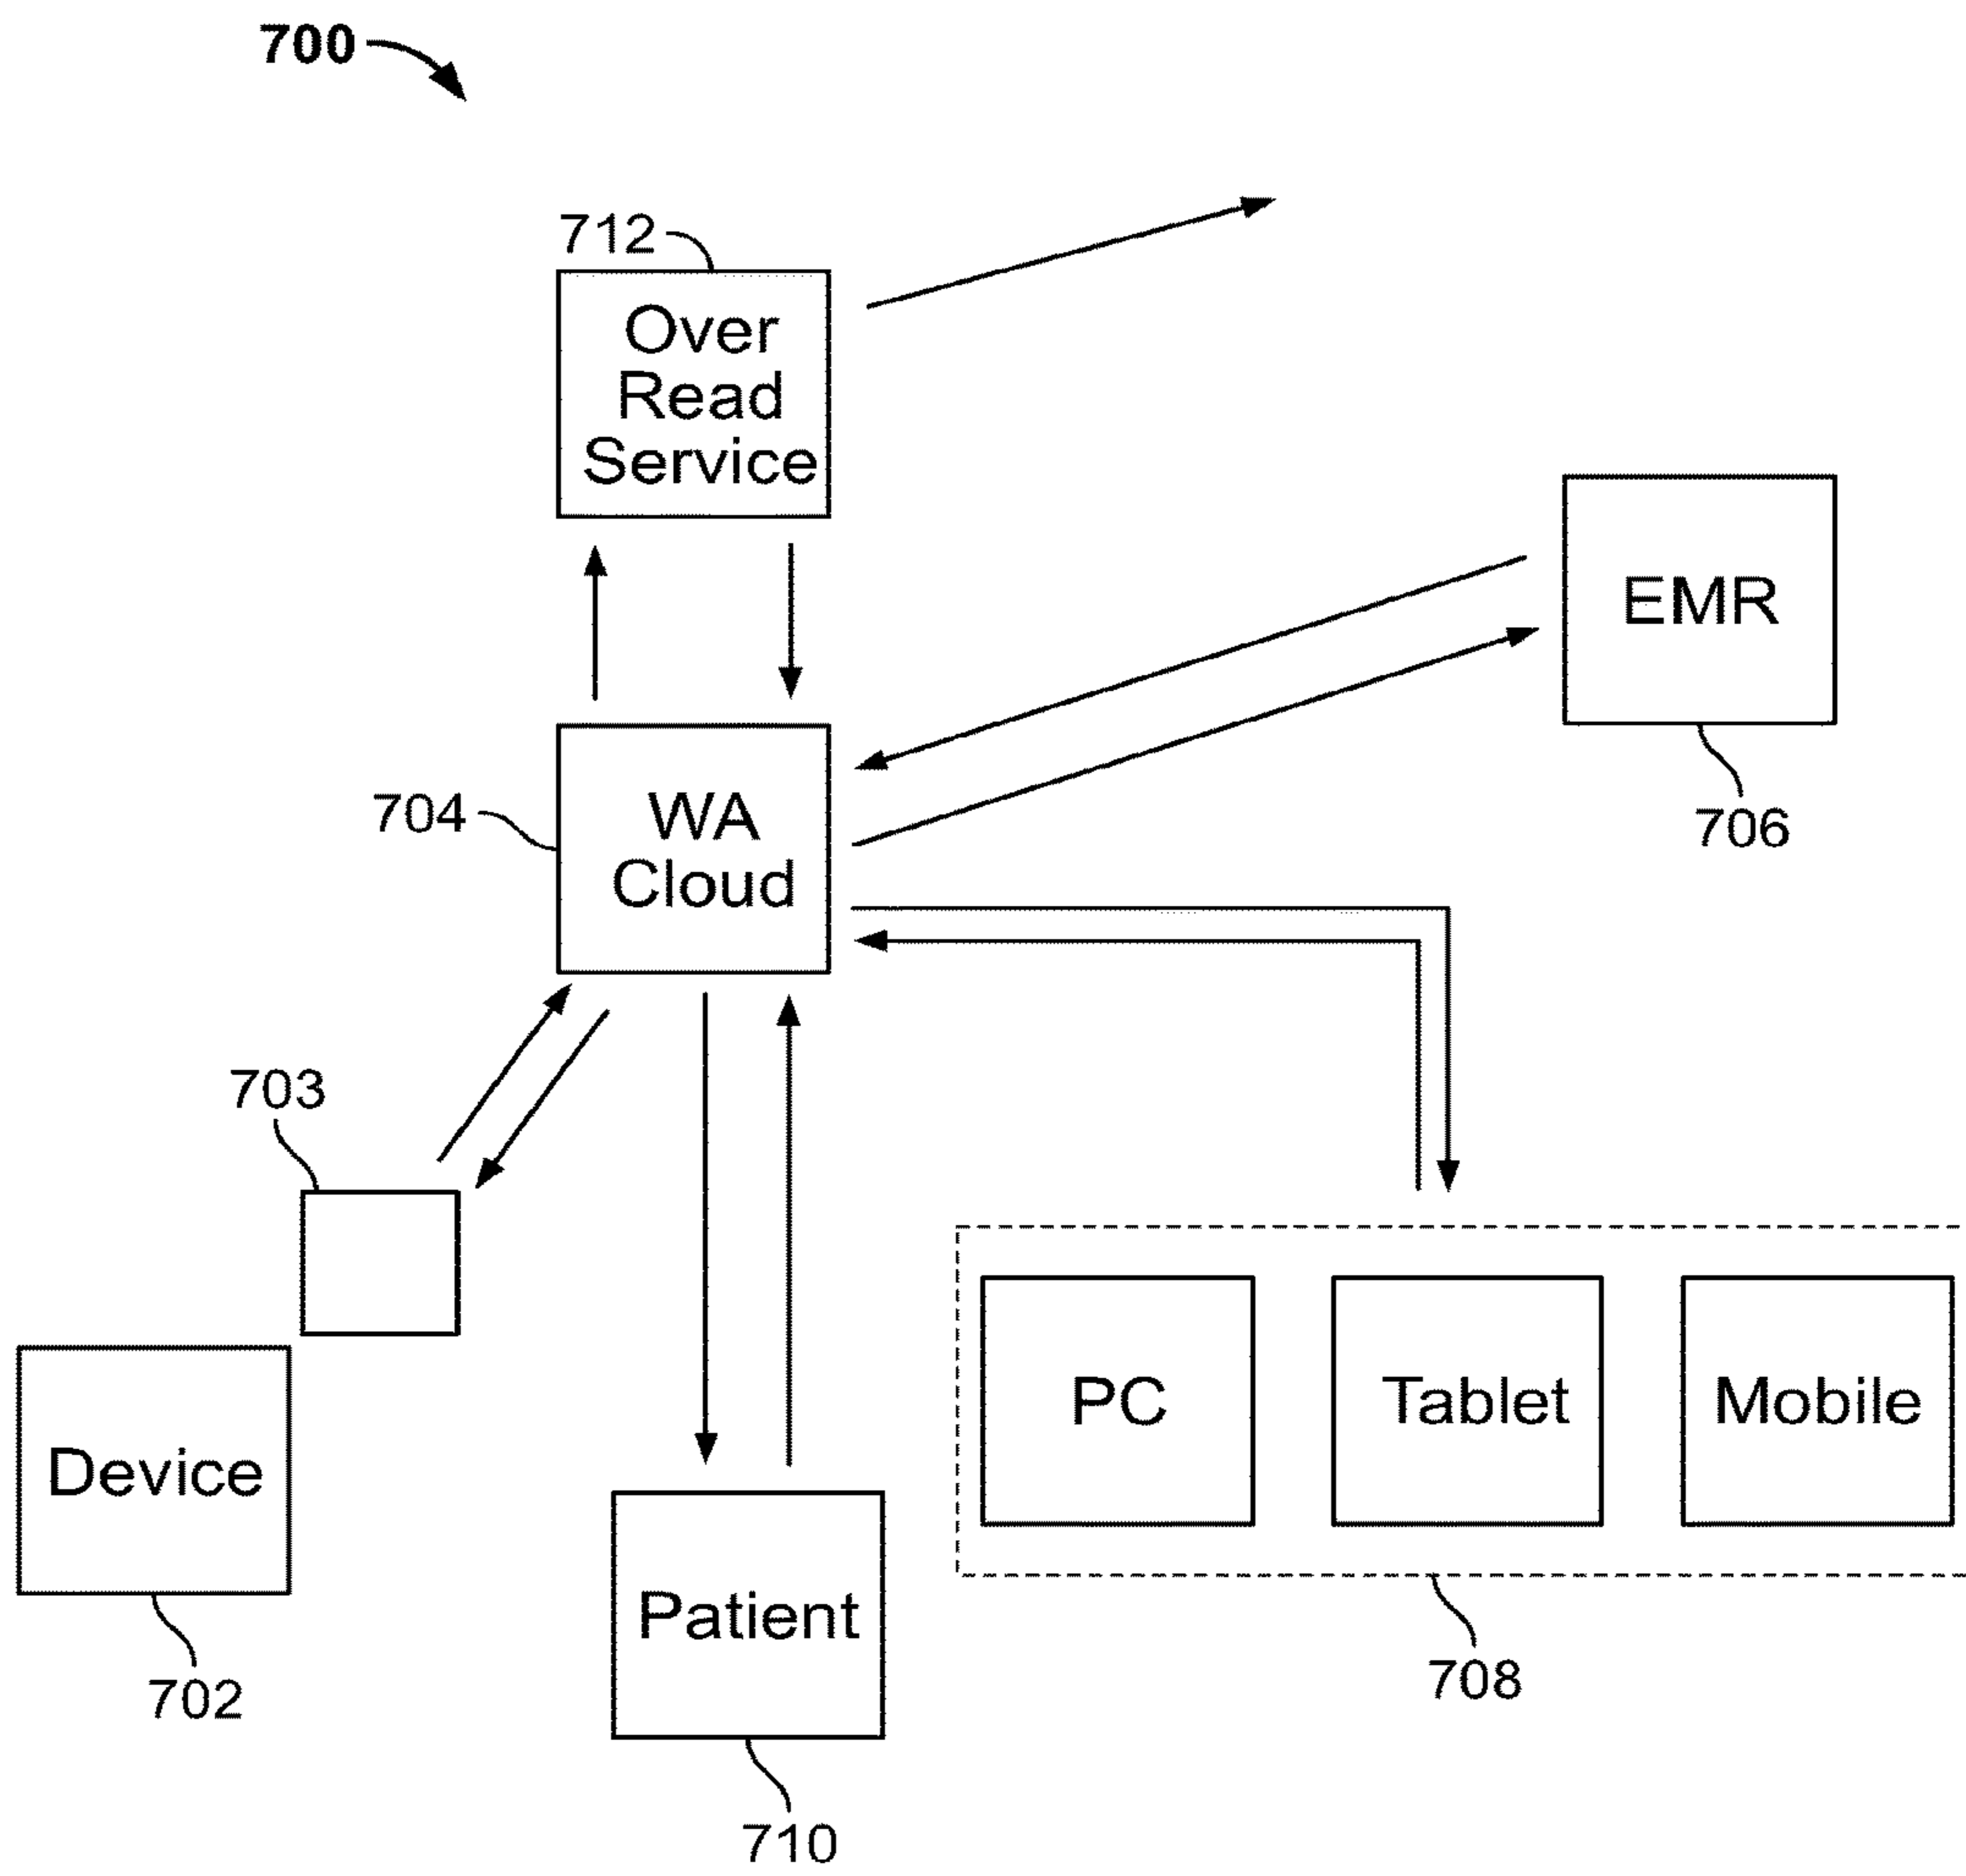 700
712
Over
Read
Service
EMR
706
704
WA
Cloud
703
Device
702
Patient
710
PC
Tablet
Mobile
708